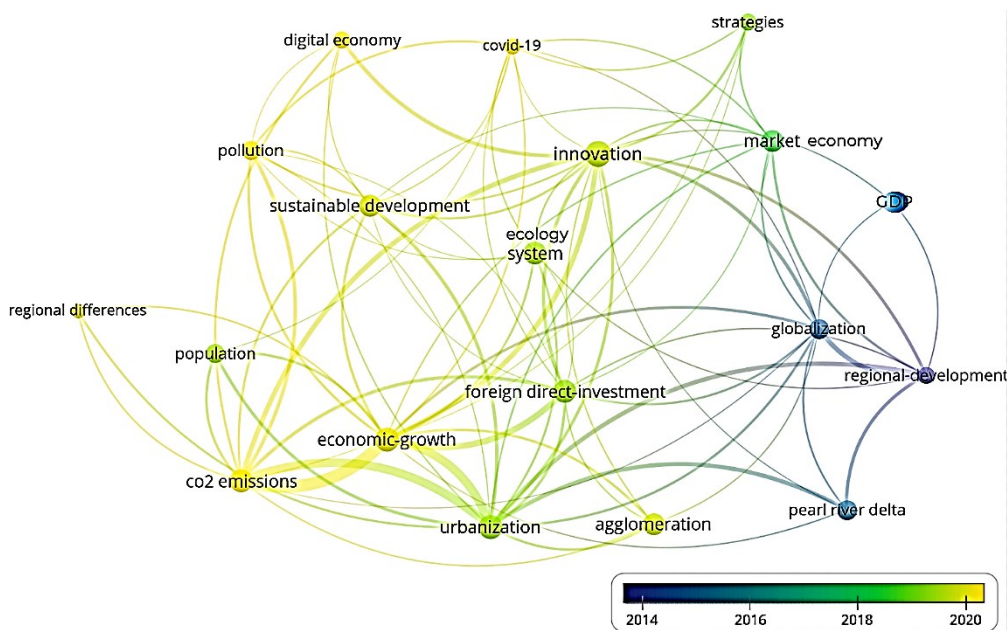 strategies
digital economy
covid-19
market economy
pollution
innovation
GDP
sustainable development
ecology
system
regional differences
globalization
population
regional-development
foreign direct-investment
economic-growth
co2 emissions
pearl river delta
urbanization
agglomeration
2014 2016 2018 2020